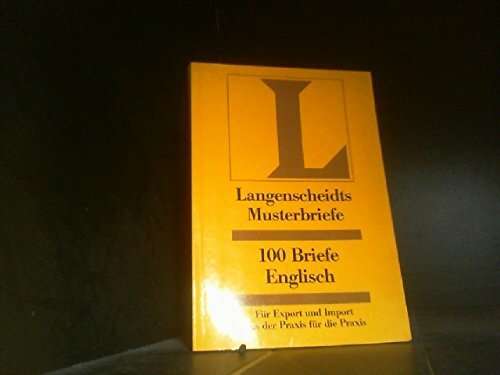 L
Langenscheidts
Musterbriefe
100 Briefe
Englisch
Für Export und Import
der Praxis für die Praxis